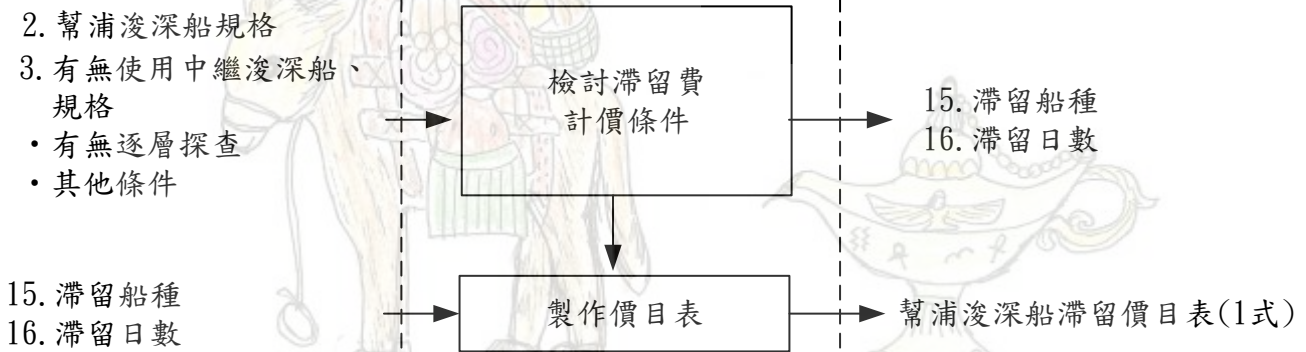 2. 幫浦浚深船規格
3. 有無使用中繼浚深船、
規格
・有無逐層探查
・其他條件
檢討滯留費
計價條件
15. 滯留船種
16. 滯留日數
15. 滯留船種
16. 滯留日數
製作價目表
幫浦浚深船滯留價目表(1式)